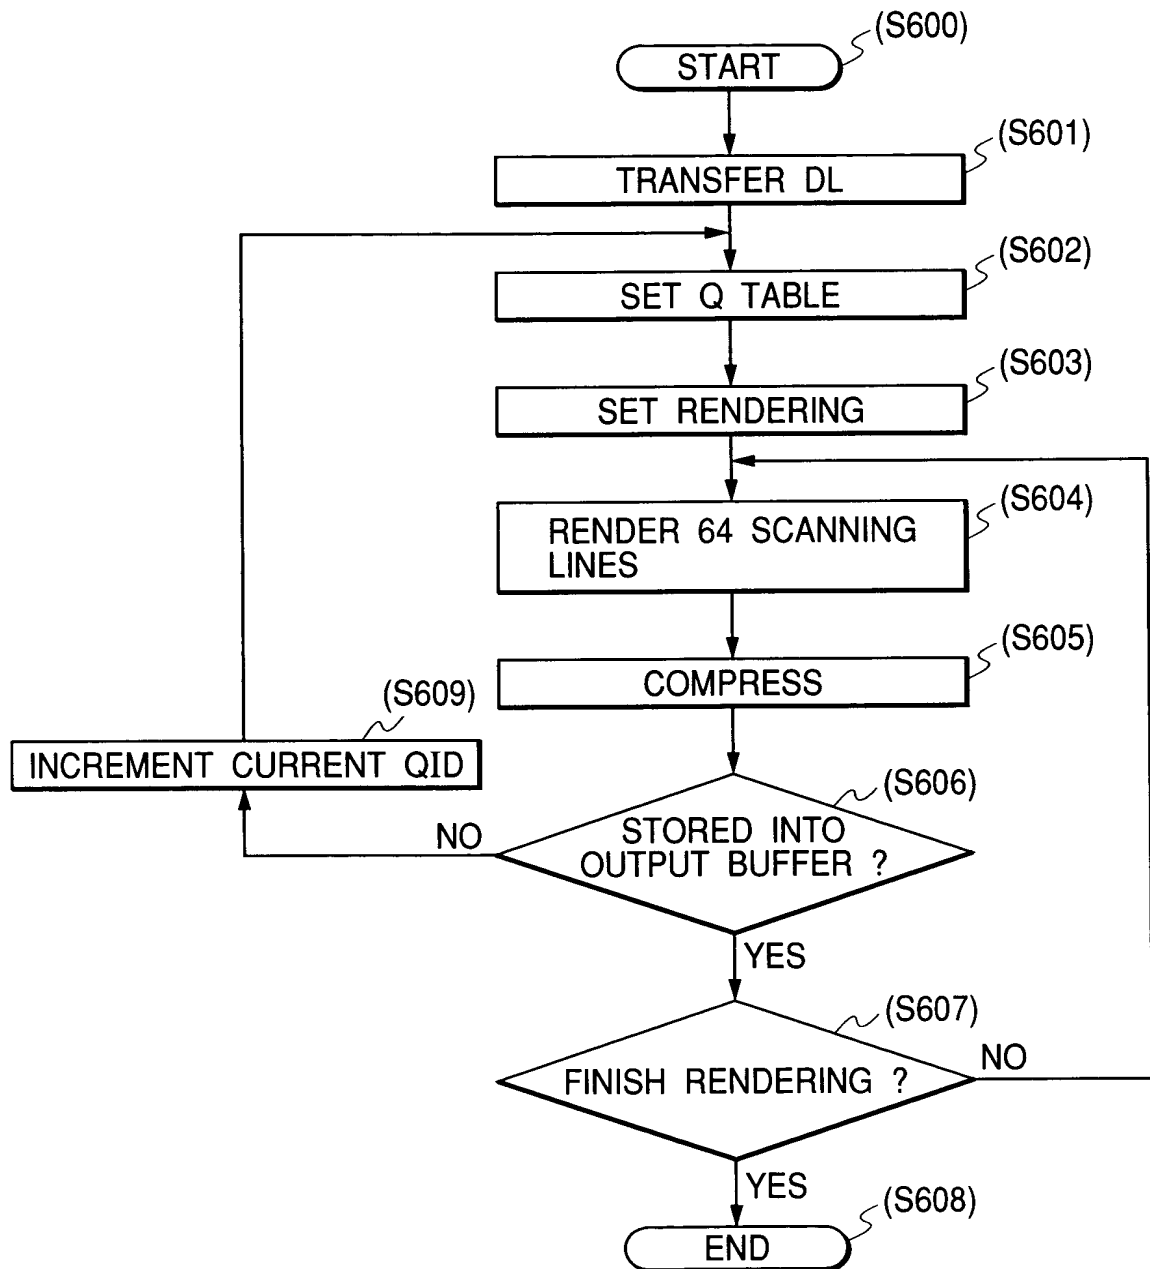 (S600)
START
(S601)
TRANSFER DL
(S602)
SET Q TABLE
(S603)
SET RENDERING
(S604)
RENDER 64 SCANNING
LINES
(S605)
COMPRESS
(S609)
INCREMENT CURRENT QID
(S606)
STORED INTO
OUTPUT BUFFER ?
NO
YES
(S607)
FINISH RENDERING ?
NO
YES
(S608)
END